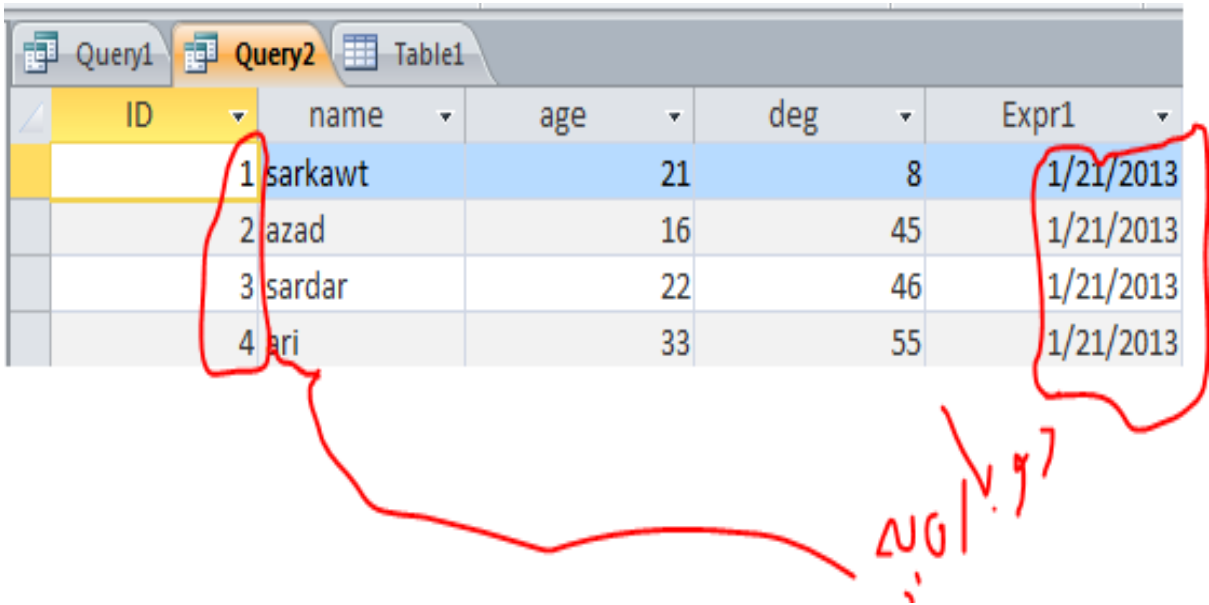 Query1 Query2 Table1
ID name age deg Expr1
1 sarkawt 21 8 1/21/2013
2 azad 16 45 1/21/2013
3 sardar 22 46 1/21/2013
4 ari 33 55 1/21/2013